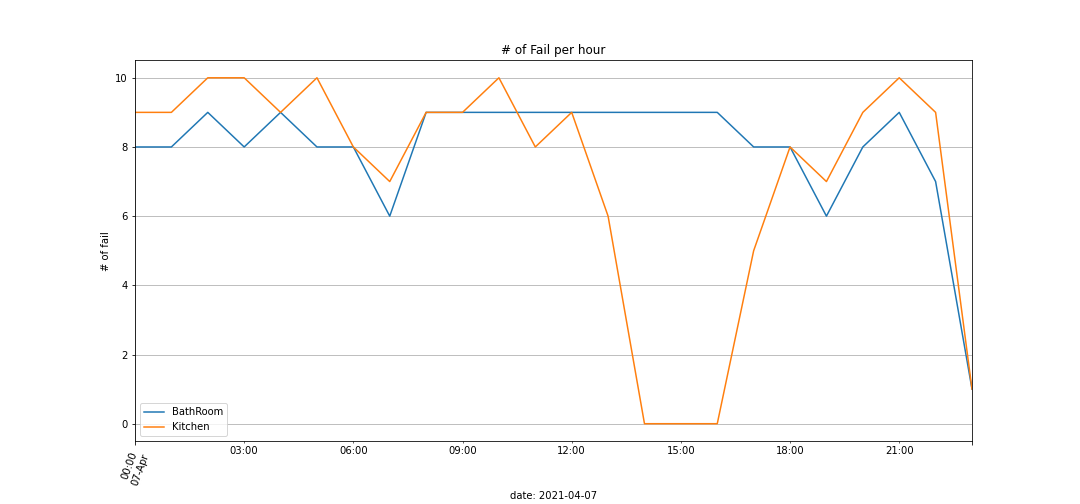 # of Fail per hour
10
8
6
4
2
0
# of fail
BathRoom
Kitchen
00:00
07-Apr
03:00
06:00
09:00
12:00
15:00
18:00
21:00
date: 2021-04-07